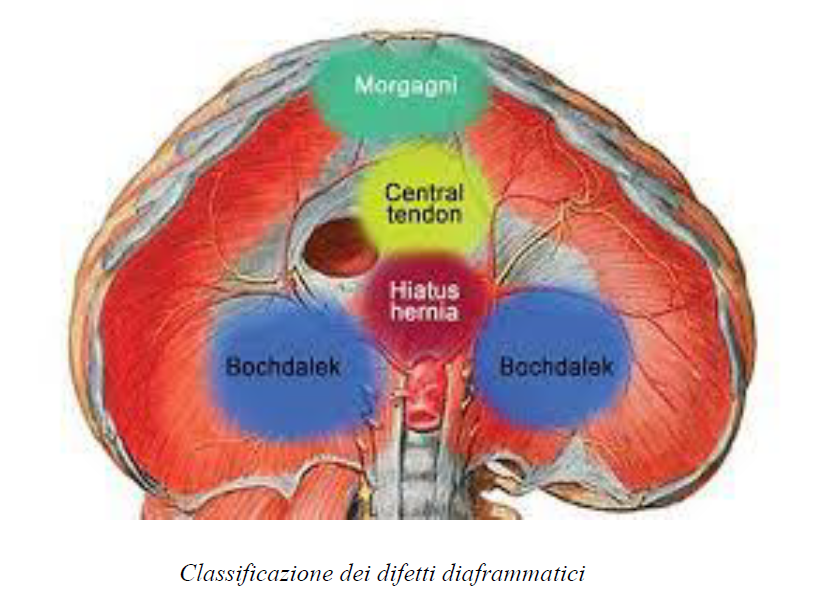 Morgagni
Central
tendon
Hiatus
hernia
Bochdalek
Bochdalek
Classificazione dei difetti diaframmatici